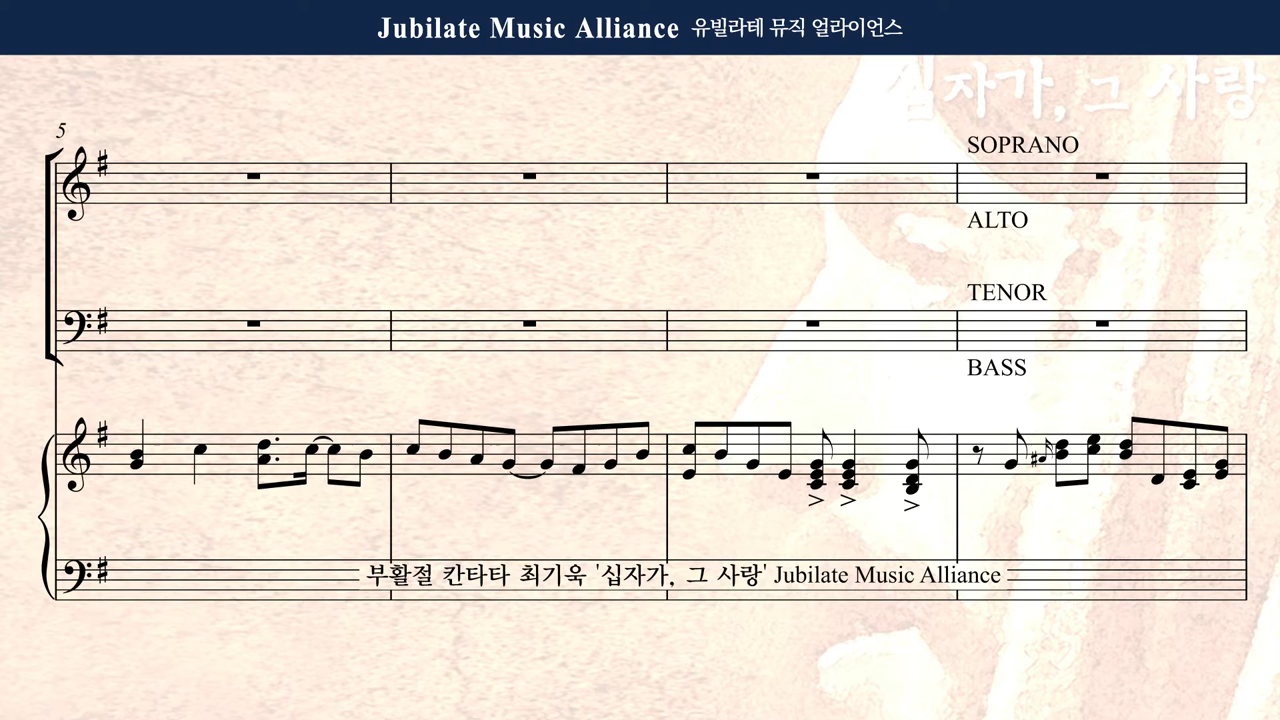 Jubilate Music Alliance 유빌라테 뮤직 얼라이언스
십자가, 그 사랑
5
SOPRANO
ALTO
TENOR
BASS
부활절 칸타타 최기욱 '십자가, 그 사랑' Jubilate Music Alliance